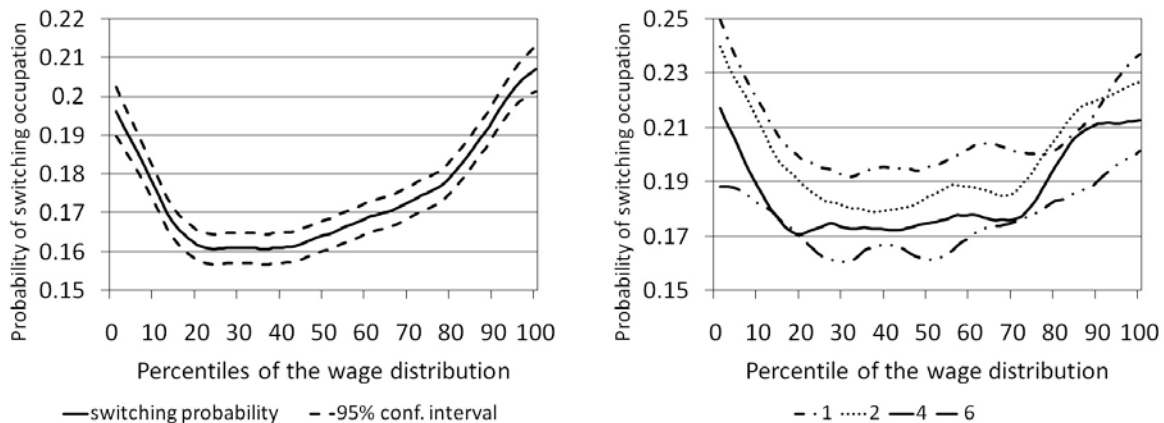 Probability of switching occupation
0.22
0.21
0.2
0.19
0.18
0.17
0.16
0.15
0 10 20 30 40 50 60 70 80 90 100
Percentiles of the wage distribution
switching probability - -95% conf. interval
Probability of switching occupation
0.25
0.23
0.21
0.19
0.17
0.15
0 10 20 30 40 50 60 70 80 90 100
Percentile of the wage distribution
1 2 4 6